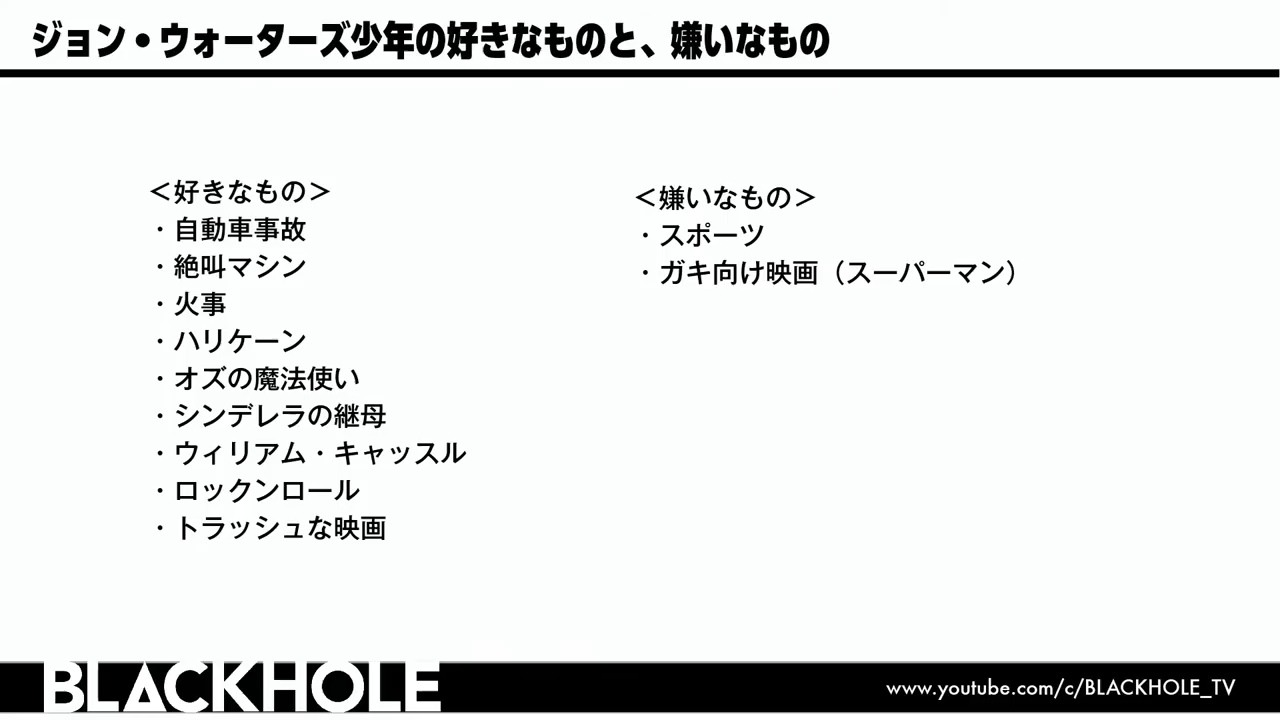 ジョン・ウォーターズ少年の好きなものと、嫌いなもの
＜好きなもの＞
・自動車事故
・絶叫マシン
・火事
・ハリケーン
・オズの魔法使い
・シンデレラの継母
・ウィリアム・キャッスル
・ロックンロール
・トラッシュな映画
＜嫌いなもの＞
・スポーツ
・ガキ向け映画（スーパーマン）
BLACKHOLE
www.youtube.com/c/BLACKHOLE_TV